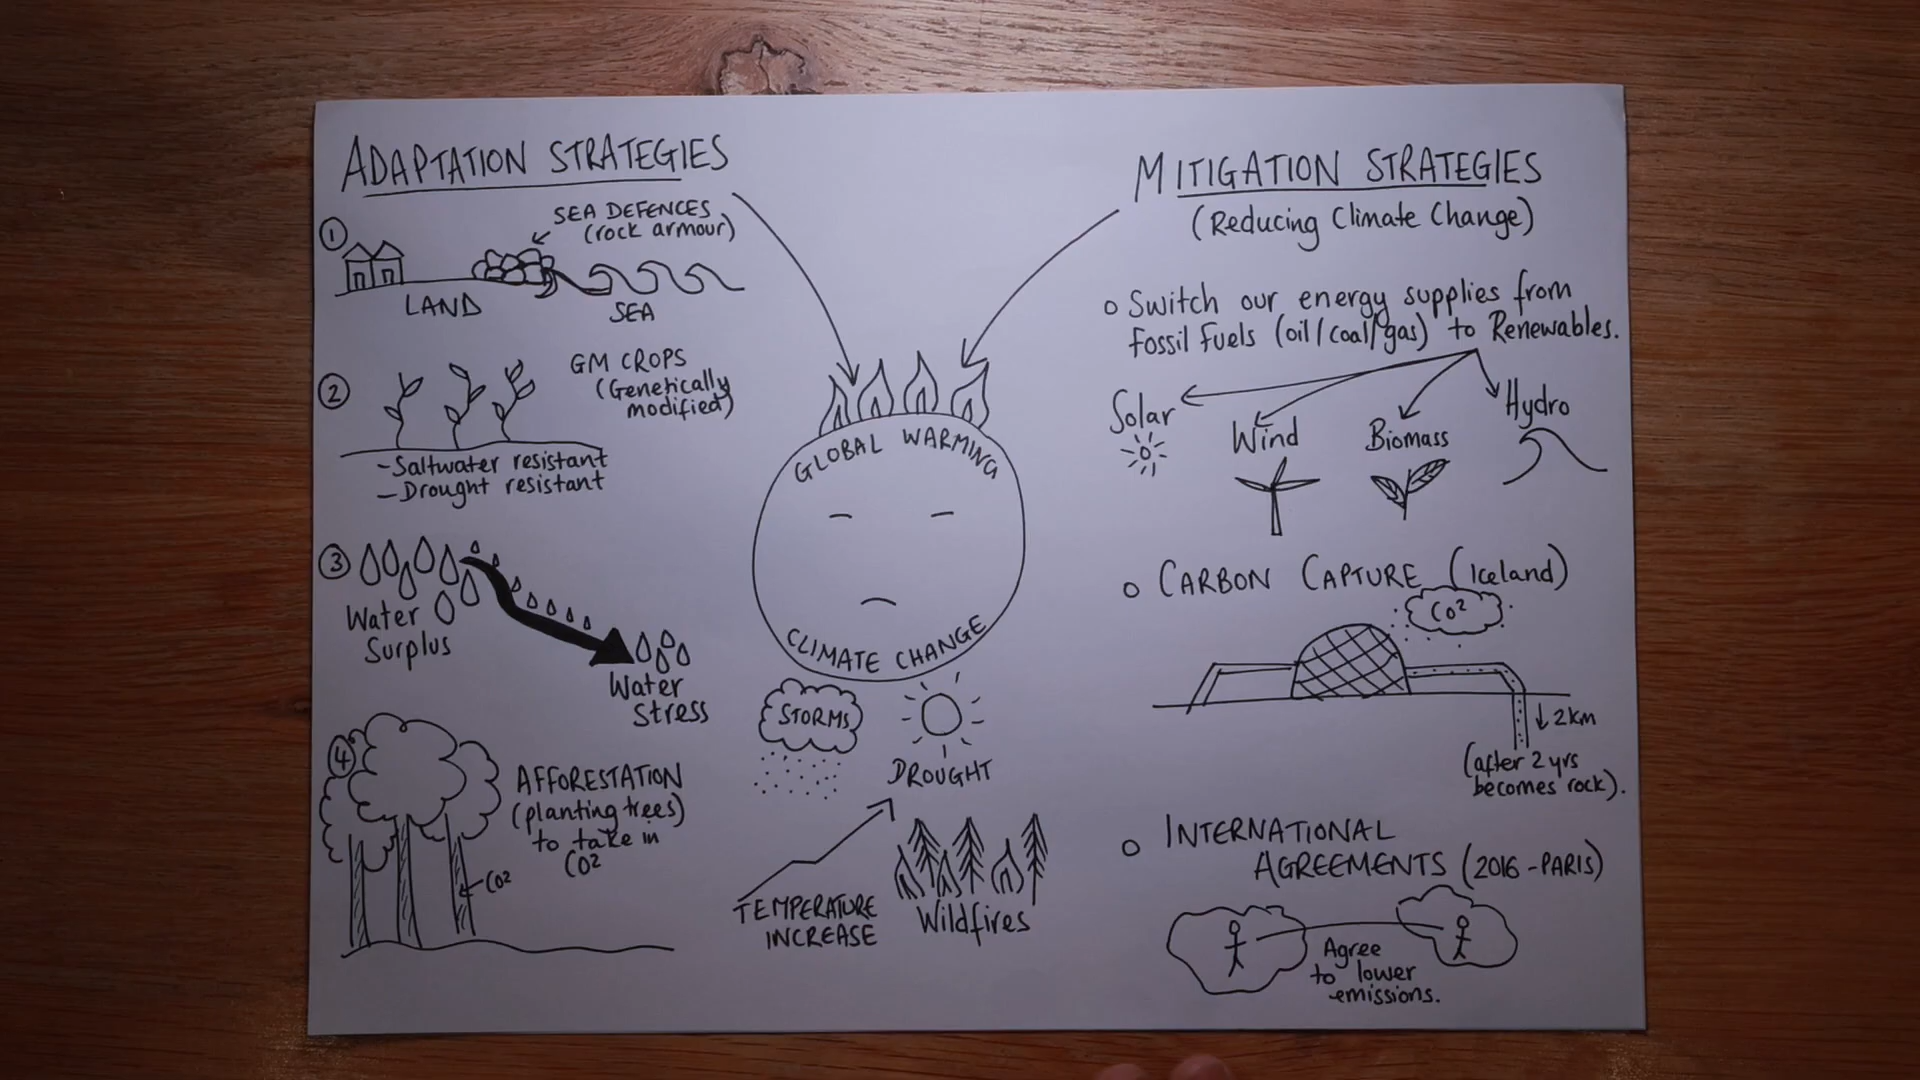 ADAPTATION STRATEGIES
1
SEA DEFENCES
(rock armour)
LAND
SEA
2
GM CROPS
(Genetically
modified)
-Saltwater resistant
-Drought resistant
3
Water
Surplus
Water
Stress
4
AFFORESTATION
(planting trees)
to take in
CO2
CO2
GLOBAL WARMING
CLIMATE CHANGE
STORMS
DROUGHT
TEMPERATURE
INCREASE
Wildfires
MITIGATION STRATEGIES
(Reducing Climate Change)
Switch our energy supplies from
Fossil Fuels (oil/coal/gas) to Renewables.
Solar
Wind
Biomass
Hydro
CARBON CAPTURE (Iceland)
CO2
2km
(after 2 yrs
becomes rock).
INTERNATIONAL
AGREEMENTS (2016-PARIS)
Agree
to lower
emissions.